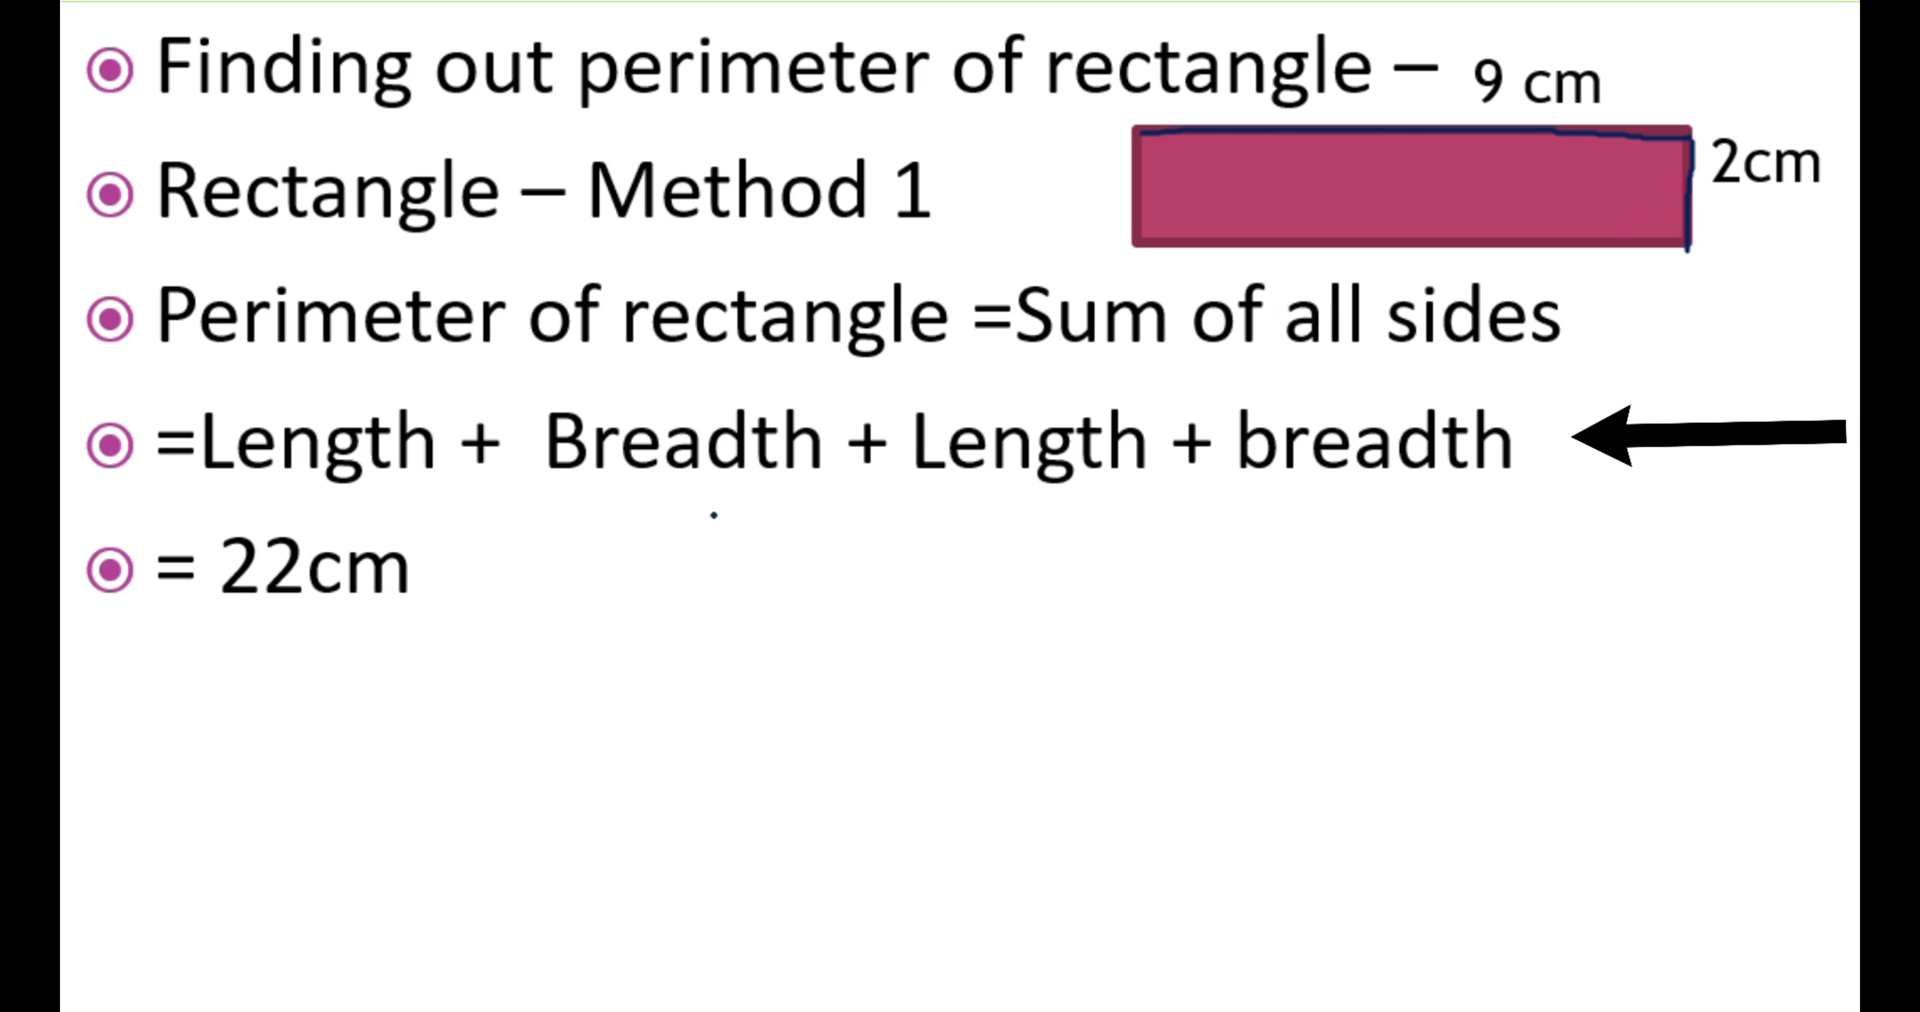 Finding out perimeter of rectangle – 9 cm
2cm
Rectangle – Method 1
Perimeter of rectangle =Sum of all sides
=Length + Breadth + Length + breadth
= 22cm